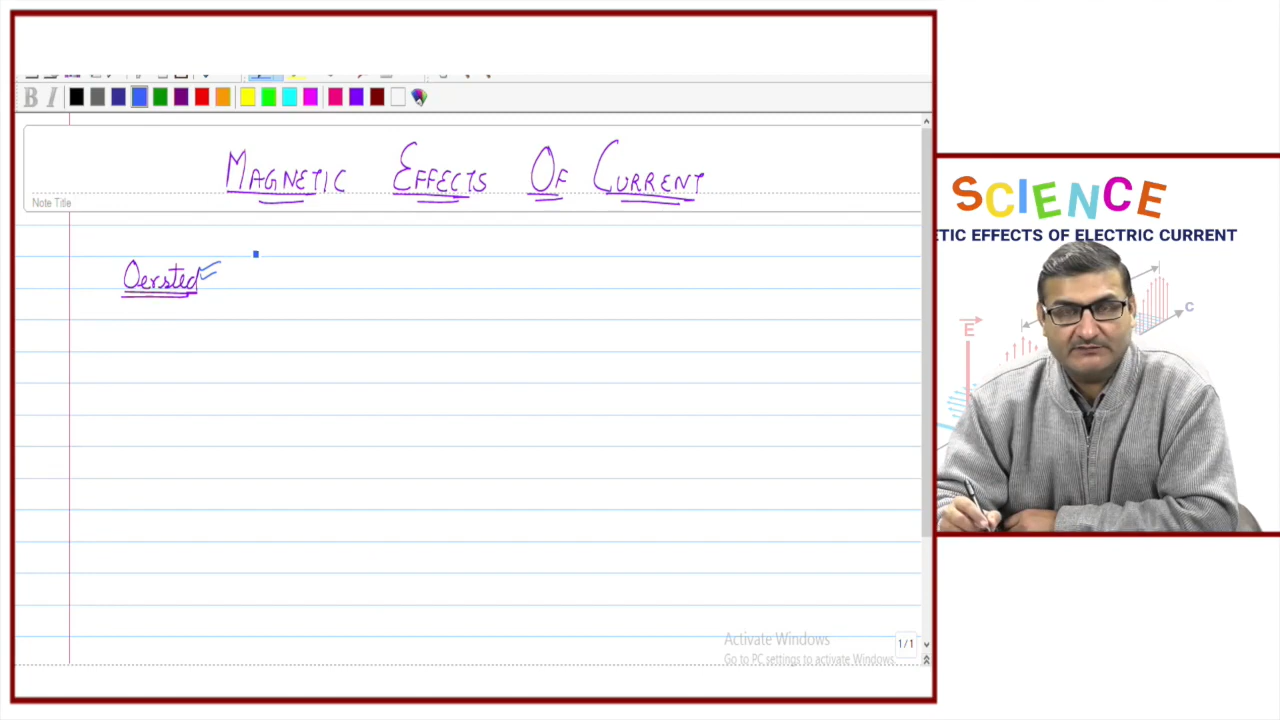 B I
MAGNETIC EFFECTS OF CURRENT
Note Title
Oersted
Activate Windows
Go to PC settings to activate Windows.
1/1
SCIENCE
ETIC EFFECTS OF ELECTRIC CURRENT
E
C